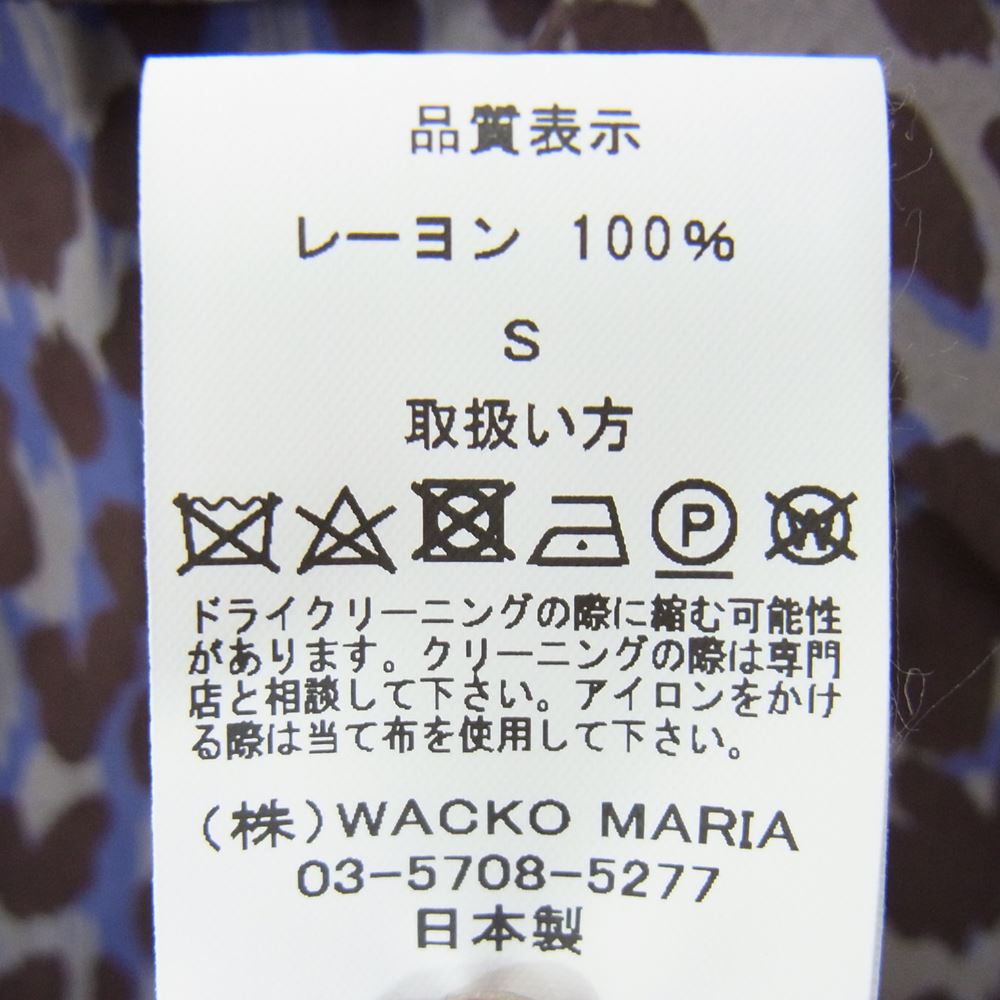 品質表示
レーヨン 100%
S
取扱い方
P W
ドライクリーニングの際に縮む可能性
があります。クリーニングの際は専門
店と相談して下さい。アイロンをかけ
る際は当て布を使用して下さい。
(株)WACKO MARIA
03-5708-5277
日本製